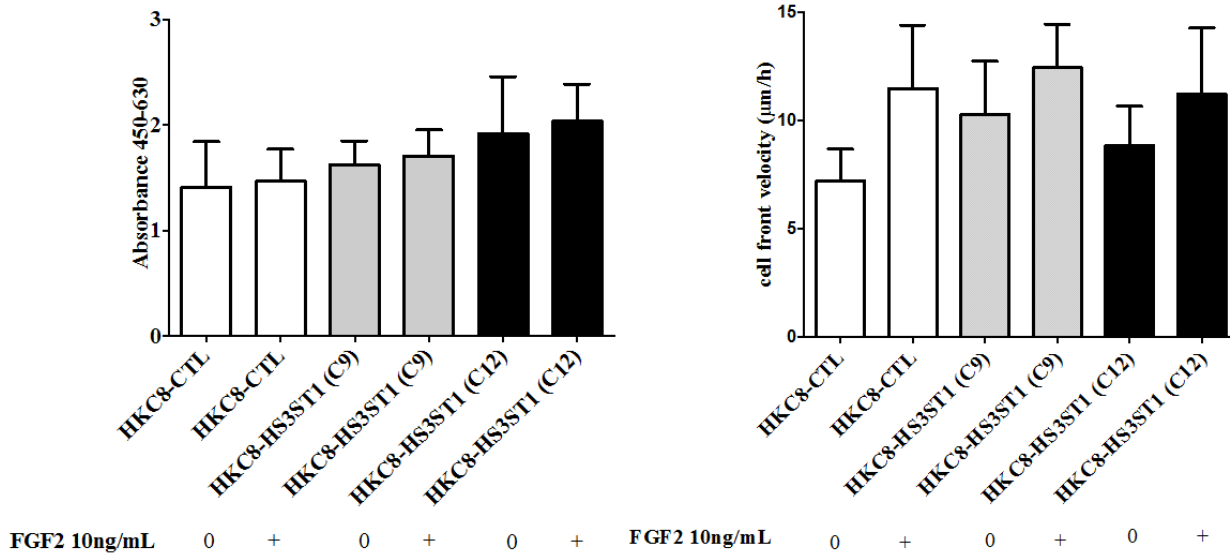 Absorbance 450-630
3
2
1
0
HKC8-CTL
HKC8-CTL
HKC8-HS3ST1 (C9)
HKC8-HS3ST1 (C9)
HKC8-HS3ST1 (C12)
HKC8-HS3ST1 (C12)
FGF2 10ng/mL 0 + 0 + 0 +
cell front velocity (µm/h)
15
10
5
0
HKC8-CTL
HKC8-CTL
HKC8-HS3ST1 (C9)
HKC8-HS3ST1 (C9)
HKC8-HS3ST1 (C12)
HKC8-HS3ST1 (C12)
FGF2 10ng/mL 0 + 0 + 0 +